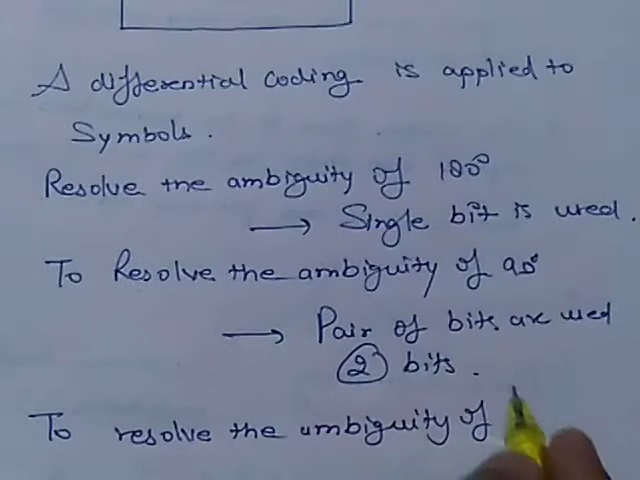 A differential coding is applied to
Symbols.
Resolve the ambiguity of 180°
→ Single bit is used.
To Resolve the ambiguity of 90°
→ Pair of bits are used
2 bits.
To resolve the ambiguity of